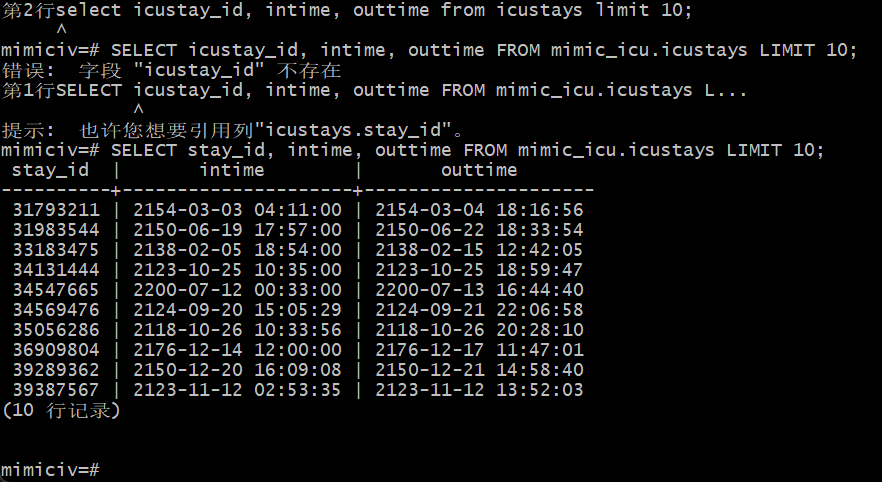 第2行select icustay_id, intime, outtime from icustays limit 10;
^
mimiciv=# SELECT icustay_id, intime, outtime FROM mimic_icu.icustays LIMIT 10;
错误:  字段 "icustay_id" 不存在
第1行SELECT icustay_id, intime, outtime FROM mimic_icu.icustays L...
^
提示:  也许您想要引用列"icustays.stay_id"。
mimiciv=# SELECT stay_id, intime, outtime FROM mimic_icu.icustays LIMIT 10;
 stay_id  |       intime        |       outtime
----------+---------------------+---------------------
 31793211 | 2154-03-03 04:11:00 | 2154-03-04 18:16:56
 31983544 | 2150-06-19 17:57:00 | 2150-06-22 18:33:54
 33183475 | 2138-02-05 18:54:00 | 2138-02-15 12:42:05
 34131444 | 2123-10-25 10:35:00 | 2123-10-25 18:59:47
 34547665 | 2200-07-12 00:33:00 | 2200-07-13 16:44:40
 34569476 | 2124-09-20 15:05:29 | 2124-09-21 22:06:58
 35056286 | 2118-10-26 10:33:56 | 2118-10-26 20:28:10
 36909804 | 2176-12-14 12:00:00 | 2176-12-17 11:47:01
 39289362 | 2150-12-20 16:09:08 | 2150-12-21 14:58:40
 39387567 | 2123-11-12 02:53:35 | 2123-11-12 13:52:03
(10 行记录)
mimiciv=#